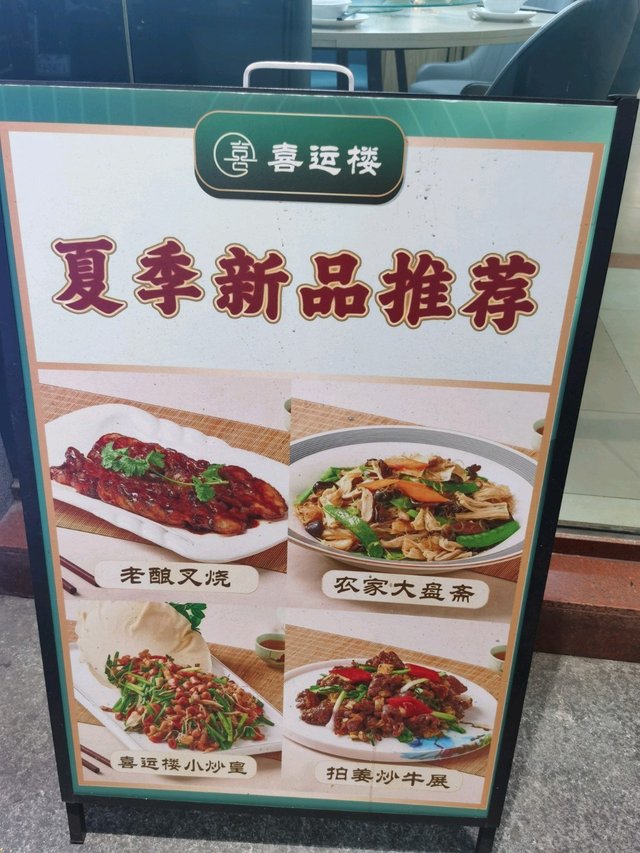 喜运楼
夏季新品推荐
老酿叉烧
农家大盘斋
喜运楼小炒皇
拍姜炒牛展